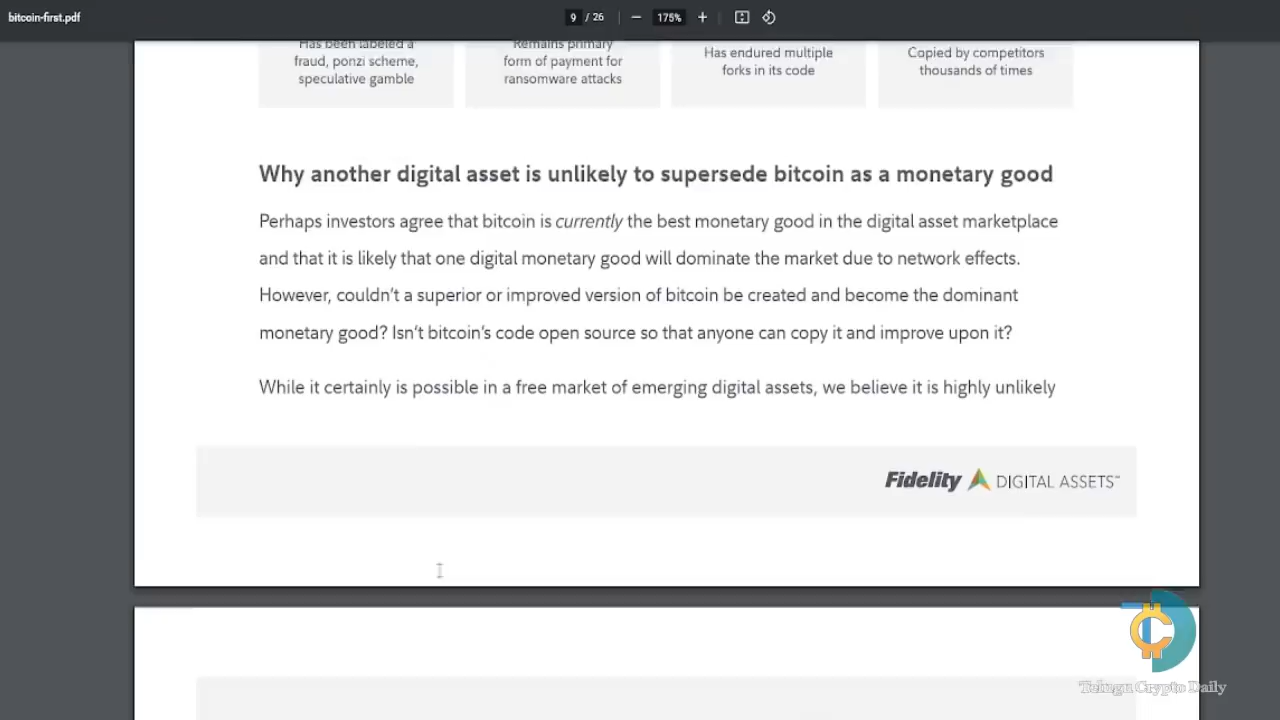 bitcoin-first.pdf
9 / 26
175%
Has been labeled a
fraud, ponzi scheme,
speculative gamble
Remains primary
form of payment for
ransomware attacks
Has endured multiple
forks in its code
Copied by competitors
thousands of times
Why another digital asset is unlikely to supersede bitcoin as a monetary good
Perhaps investors agree that bitcoin is currently the best monetary good in the digital asset marketplace
and that it is likely that one digital monetary good will dominate the market due to network effects.
However, couldn't a superior or improved version of bitcoin be created and become the dominant
monetary good? Isn't bitcoin's code open source so that anyone can copy it and improve upon it?
While it certainly is possible in a free market of emerging digital assets, we believe it is highly unlikely
Fidelity DIGITAL ASSETS℠
Telugu Crypto Daily